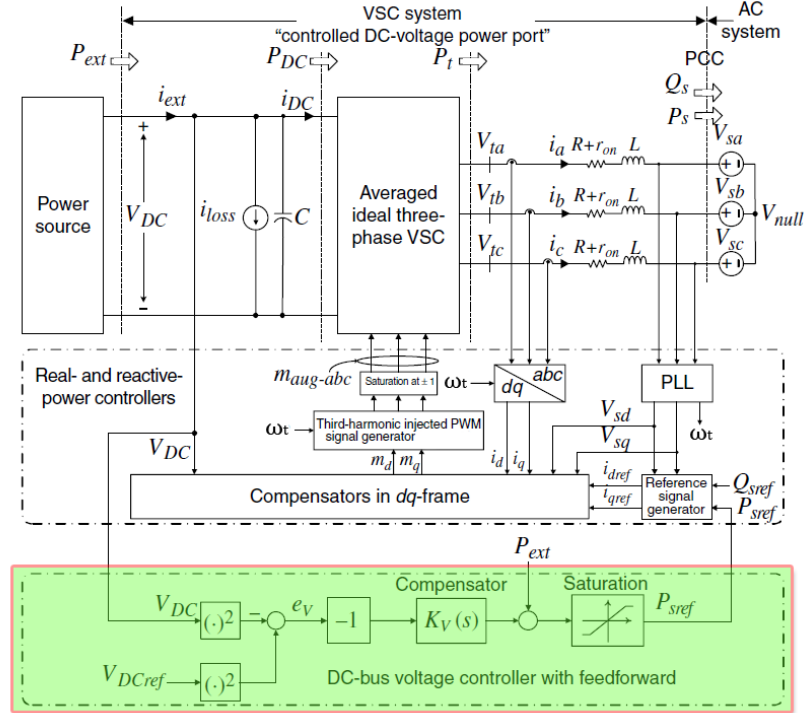 VSC system
"controlled DC-voltage power port"
AC
system
P_ext
P_DC
P_t
PCC
Q_s
P_s
i_ext
i_DC
+
V_DC
−
i_loss
C
Power
source
Averaged
ideal three-
phase VSC
V_ta
i_a
R+r_on
L
V_sa
V_tb
i_b
R+r_on
L
V_sb
V_null
V_tc
i_c
R+r_on
L
V_sc
Real- and reactive-
power controllers
m_aug-abc
Saturation at ± 1
ωt
abc
dq
PLL
ωt
Third-harmonic injected PWM
signal generator
ωt
V_sd
V_sq
V_DC
m_d
m_q
i_d
i_q
Compensators in dq-frame
i_dref
i_qref
Reference
signal
generator
Q_sref
P_sref
P_ext
Compensator
Saturation
V_DC
(·)²
−
e_V
−1
K_V(s)
P_sref
V_DCref
(·)²
DC-bus voltage controller with feedforward